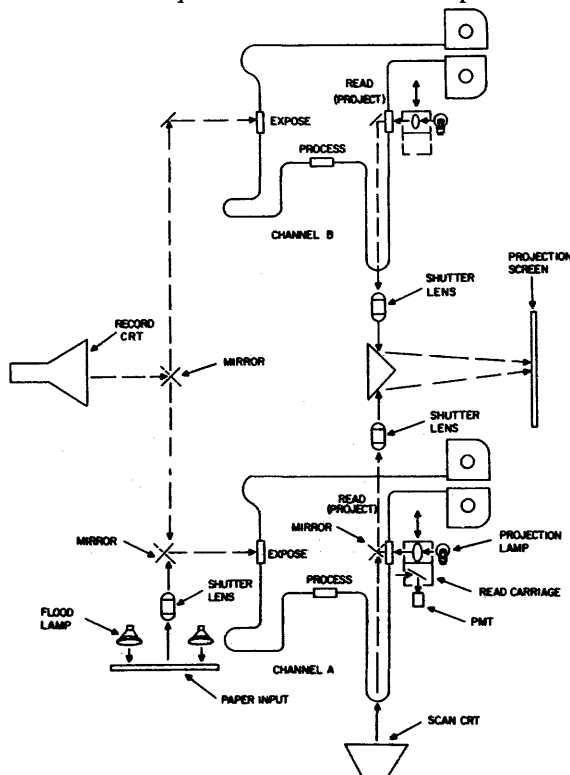 READ
(PROJECT)
EXPOSE
PROCESS
CHANNEL B
PROJECTION
SCREEN
SHUTTER
LENS
RECORD
CRT
MIRROR
SHUTTER
LENS
READ
(PROJECT)
MIRROR
MIRROR
EXPOSE
PROJECTION
LAMP
SHUTTER
LENS
PROCESS
READ CARRIAGE
FLOOD
LAMP
PMT
CHANNEL A
PAPER INPUT
SCAN CRT